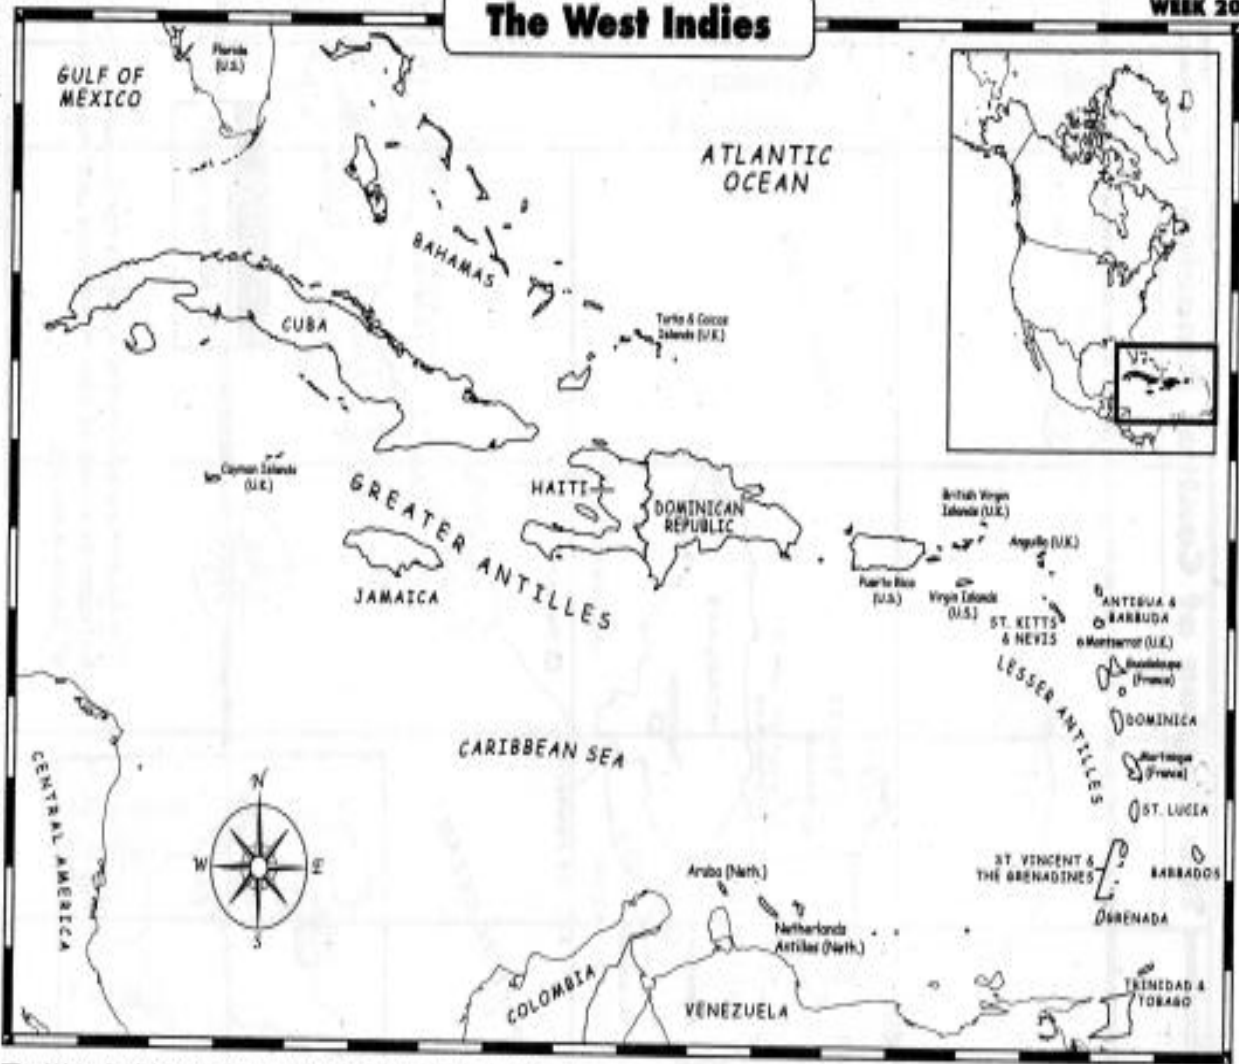 The West Indies
WEEK 20
Florida
(U.S.)
GULF OF
MEXICO
ATLANTIC
OCEAN
BAHAMAS
CUBA
Turks & Caicos
Islands (U.K.)
Cayman Islands
(U.K.)
GREATER ANTILLES
HAITI
DOMINICAN
REPUBLIC
British Virgin
Islands (U.K.)
Anguilla (U.K.)
JAMAICA
Puerto Rico
(U.S.)
Virgin Islands
(U.S.)
ST. KITTS
& NEVIS
ANTIGUA &
BARBUDA
Montserrat (U.K.)
Guadeloupe
(France)
LESSER ANTILLES
DOMINICA
CARIBBEAN SEA
Martinique
(France)
CENTRAL AMERICA
N
W
E
S
ST. LUCIA
ST. VINCENT &
THE GRENADINES
BARBADOS
Aruba (Neth.)
GRENADA
Netherlands
Antilles (Neth.)
COLOMBIA
VENEZUELA
TRINIDAD &
TOBAGO